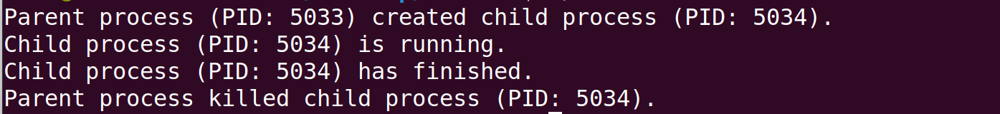 Parent process (PID: 5033) created child process (PID: 5034).
Child process (PID: 5034) is running.
Child process (PID: 5034) has finished.
Parent process killed child process (PID: 5034).